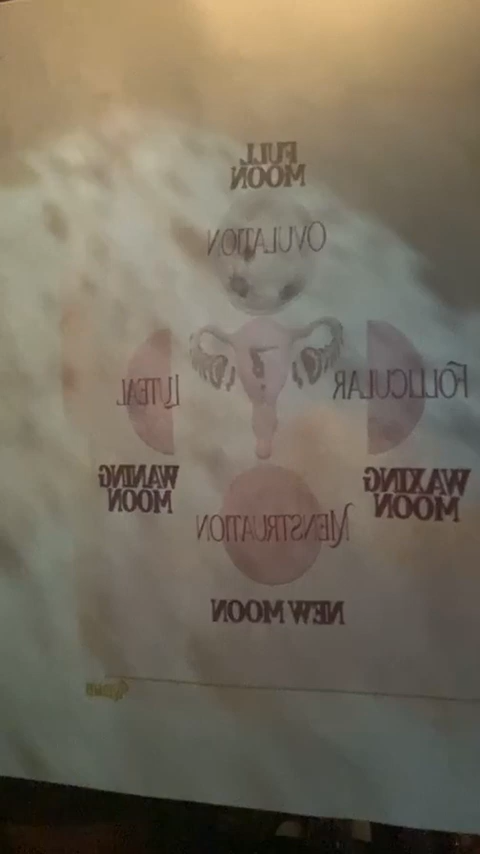 FULL
MOON
OVULATION
FOLLICULAR
LUTEAL
WAXING
MOON
WANING
MOON
MENSTRUATION
NEW MOON